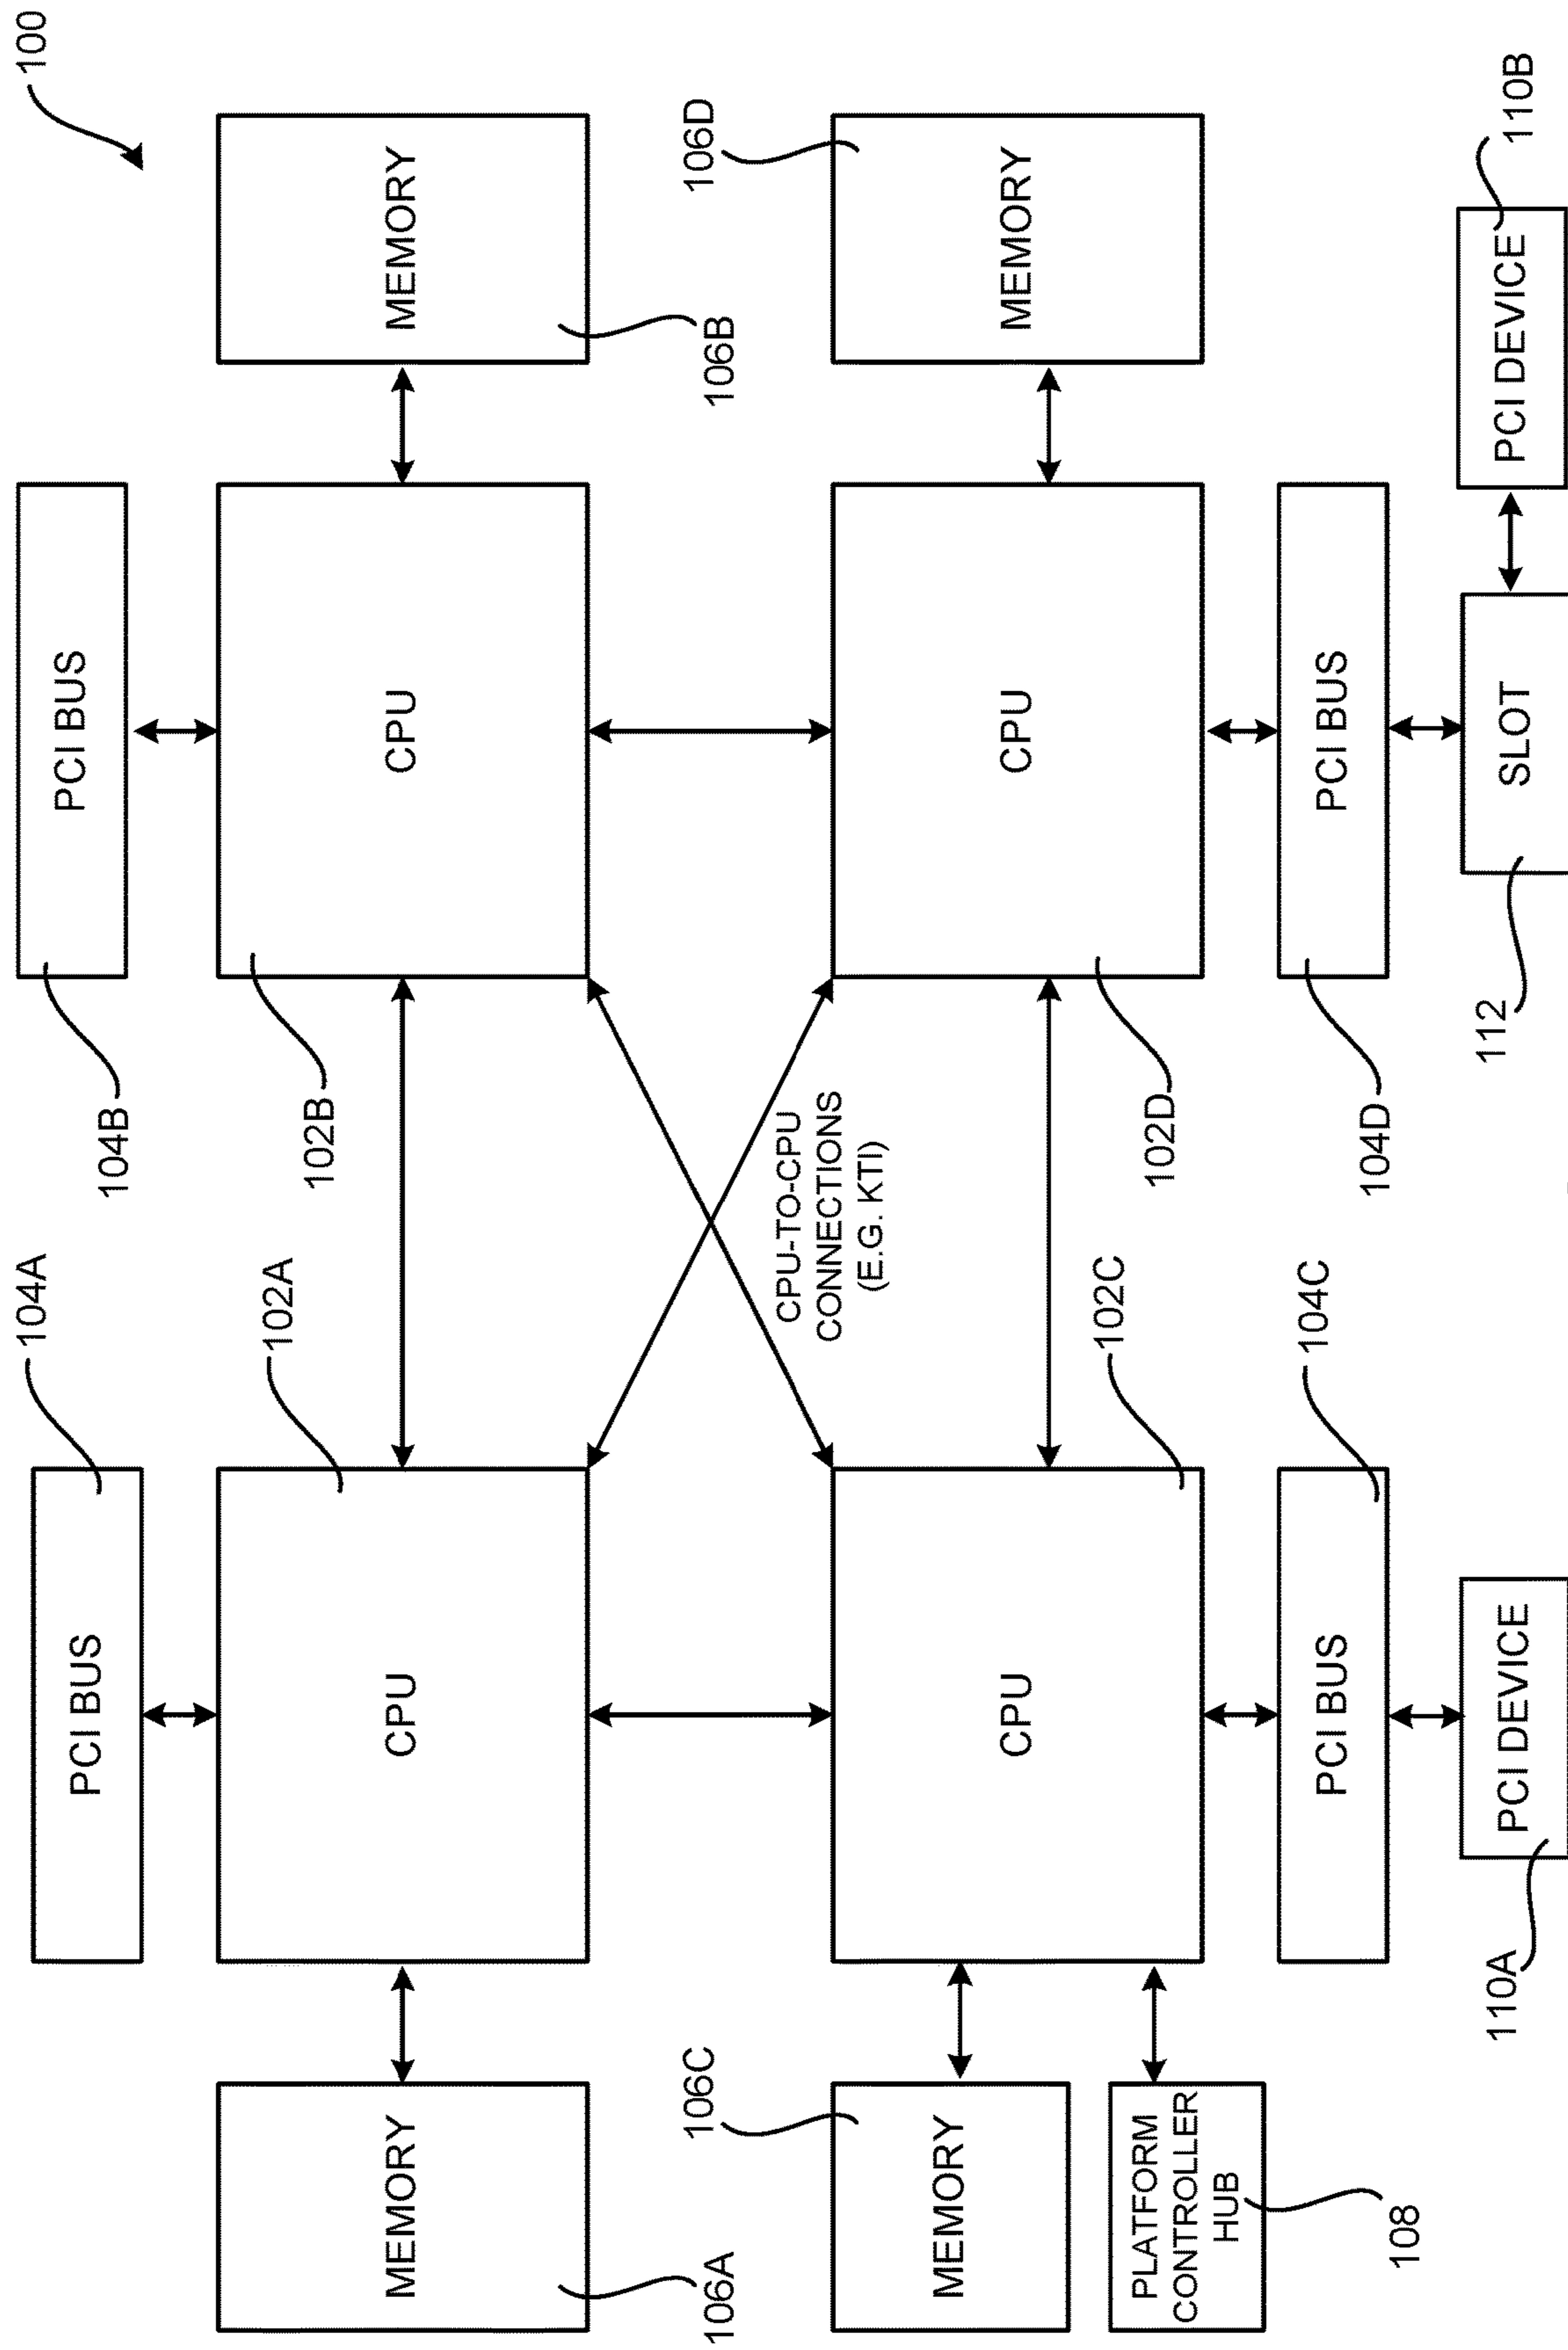 100
104A
PCI BUS
104B
PCI BUS
102A
102B
MEMORY
CPU
CPU
MEMORY
106A
106C
106B
106D
CPU-TO-CPU
CONNECTIONS
(E.G. KTI)
MEMORY
CPU
CPU
MEMORY
102C
102D
PLATFORM
CONTROLLER
HUB
108
PCI BUS
104C
104D
PCI BUS
110A
PCI DEVICE
112
SLOT
PCI DEVICE
110B